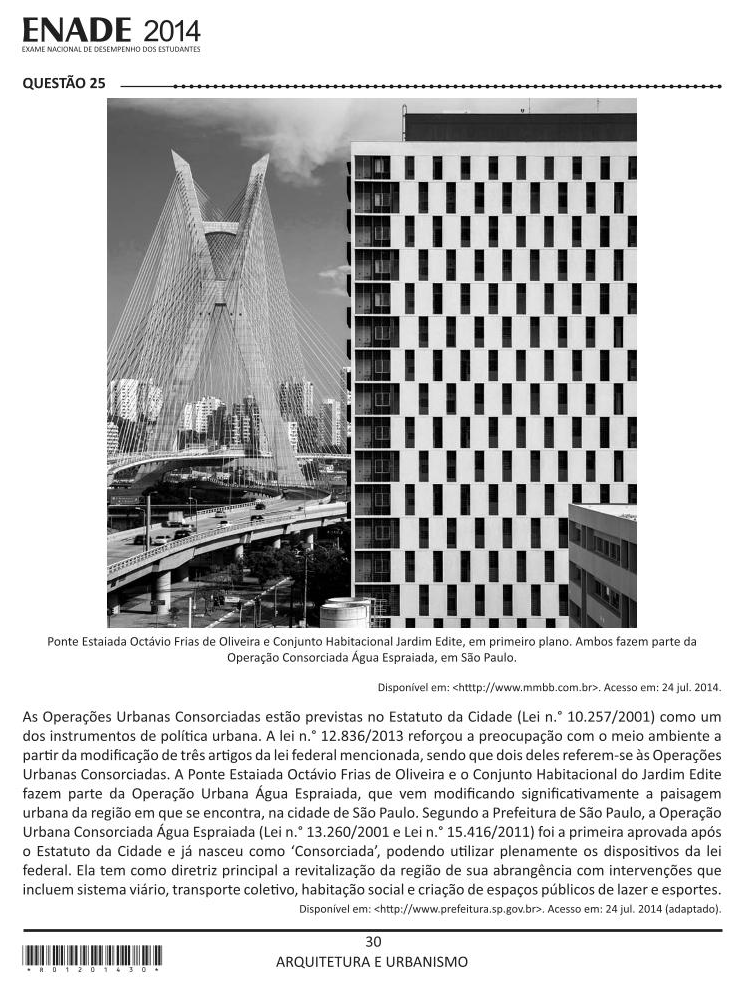 ENADE 2014
EXAME NACIONAL DE DESEMPENHO DOS ESTUDANTES
QUESTÃO 25
Ponte Estaiada Octávio Frias de Oliveira e Conjunto Habitacional Jardim Edite, em primeiro plano. Ambos fazem parte da
Operação Consorciada Água Espraiada, em São Paulo.
Disponível em: <htttp://www.mmbb.com.br>. Acesso em: 24 jul. 2014.
As Operações Urbanas Consorciadas estão previstas no Estatuto da Cidade (Lei n.° 10.257/2001) como um
dos instrumentos de política urbana. A lei n.° 12.836/2013 reforçou a preocupação com o meio ambiente a
partir da modificação de três artigos da lei federal mencionada, sendo que dois deles referem-se às Operações
Urbanas Consorciadas. A Ponte Estaiada Octávio Frias de Oliveira e o Conjunto Habitacional do Jardim Edite
fazem parte da Operação Urbana Água Espraiada, que vem modificando significativamente a paisagem
urbana da região em que se encontra, na cidade de São Paulo. Segundo a Prefeitura de São Paulo, a Operação
Urbana Consorciada Água Espraiada (Lei n.° 13.260/2001 e Lei n.° 15.416/2011) foi a primeira aprovada após
o Estatuto da Cidade e já nasceu como ‘Consorciada’, podendo utilizar plenamente os dispositivos da lei
federal. Ela tem como diretriz principal a revitalização da região de sua abrangência com intervenções que
incluem sistema viário, transporte coletivo, habitação social e criação de espaços públicos de lazer e esportes.
Disponível em: <http://www.prefeitura.sp.gov.br>. Acesso em: 24 jul. 2014 (adaptado).
30
ARQUITETURA E URBANISMO
* R 0 1 2 0 1 4 3 0 *